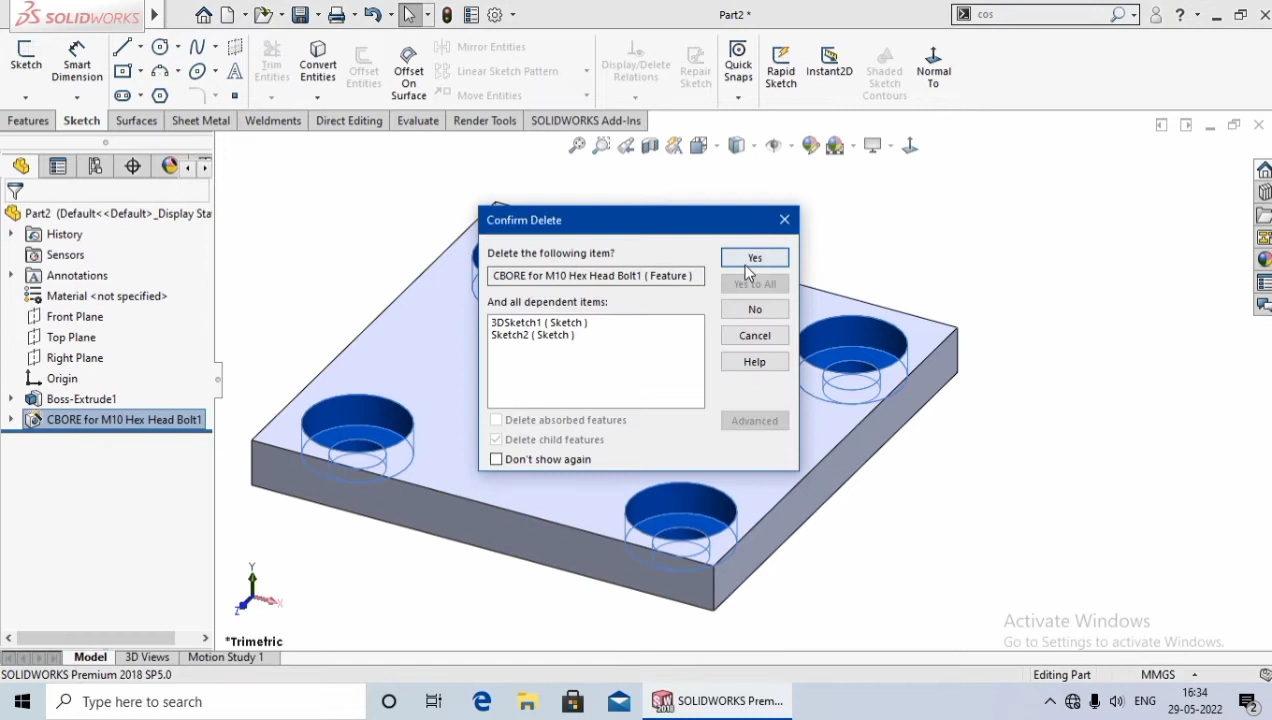 SOLIDWORKS
Part2 *
cos
Sketch
Smart Dimension
Trim Entities
Convert Entities
Offset Entities
Offset On Surface
Mirror Entities
Linear Sketch Pattern
Move Entities
Display/Delete Relations
Repair Sketch
Quick Snaps
Rapid Sketch
Instant2D
Shaded Sketch Contours
Normal To
Features
Sketch
Surfaces
Sheet Metal
Weldments
Direct Editing
Evaluate
Render Tools
SOLIDWORKS Add-Ins
Part2 (Default<<Default>_Display Sta
History
Sensors
Annotations
Material <not specified>
Front Plane
Top Plane
Right Plane
Origin
Boss-Extrude1
CBORE for M10 Hex Head Bolt1
Confirm Delete
Delete the following item?
CBORE for M10 Hex Head Bolt1 ( Feature )
And all dependent items:
3DSketch1 ( Sketch )
Sketch2 ( Sketch )
Yes
Yes to All
No
Cancel
Help
Advanced
Delete absorbed features
Delete child features
Don't show again
Y
X
Z
*Trimetric
Activate Windows
Go to Settings to activate Windows.
Model
3D Views
Motion Study 1
SOLIDWORKS Premium 2018 SP5.0
Editing Part
MMGS
Type here to search
SOLIDWORKS Prem...
ENG
16:34
29-05-2022
2